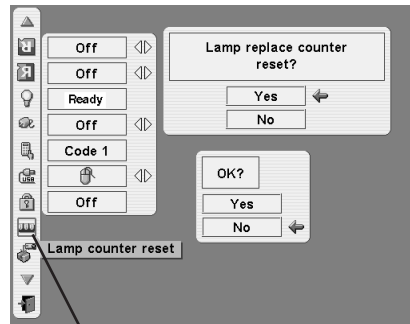 Off
Off
Ready
Off
Code 1
Off
Lamp counter reset
Lamp replace counter
reset?
Yes
No
OK?
Yes
No
R
R
USB